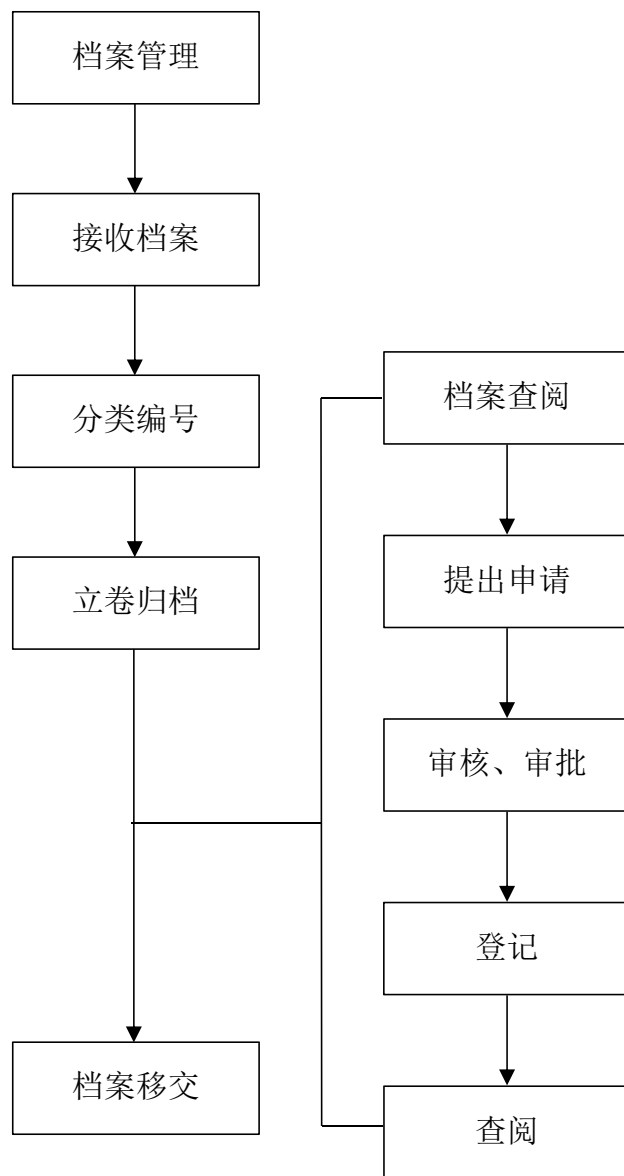 档案管理
接收档案
分类编号
立卷归档
档案移交
档案查阅
提出申请
审核、审批
登记
查阅